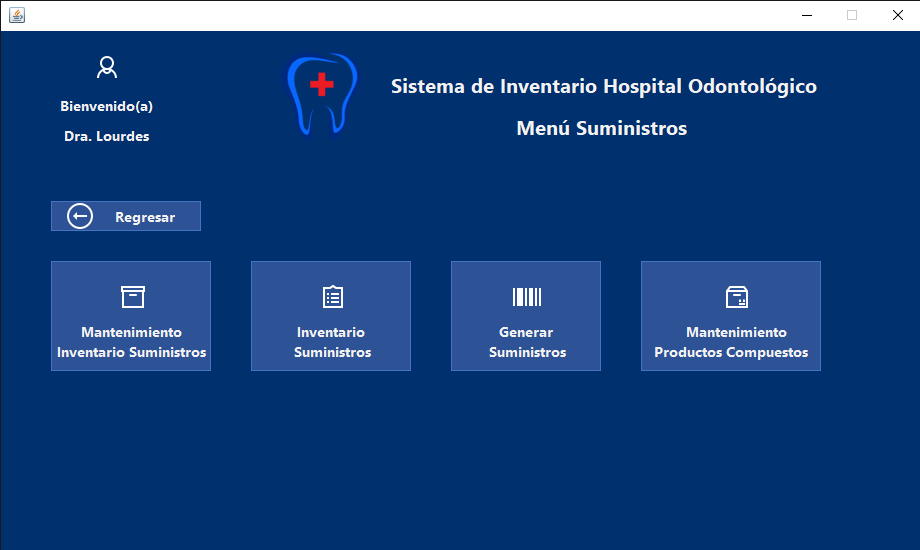 Bienvenido(a)
Dra. Lourdes
Sistema de Inventario Hospital Odontológico
Menú Suministros
Regresar
Mantenimiento
Inventario Suministros
Inventario
Suministros
Generar
Suministros
Mantenimiento
Productos Compuestos